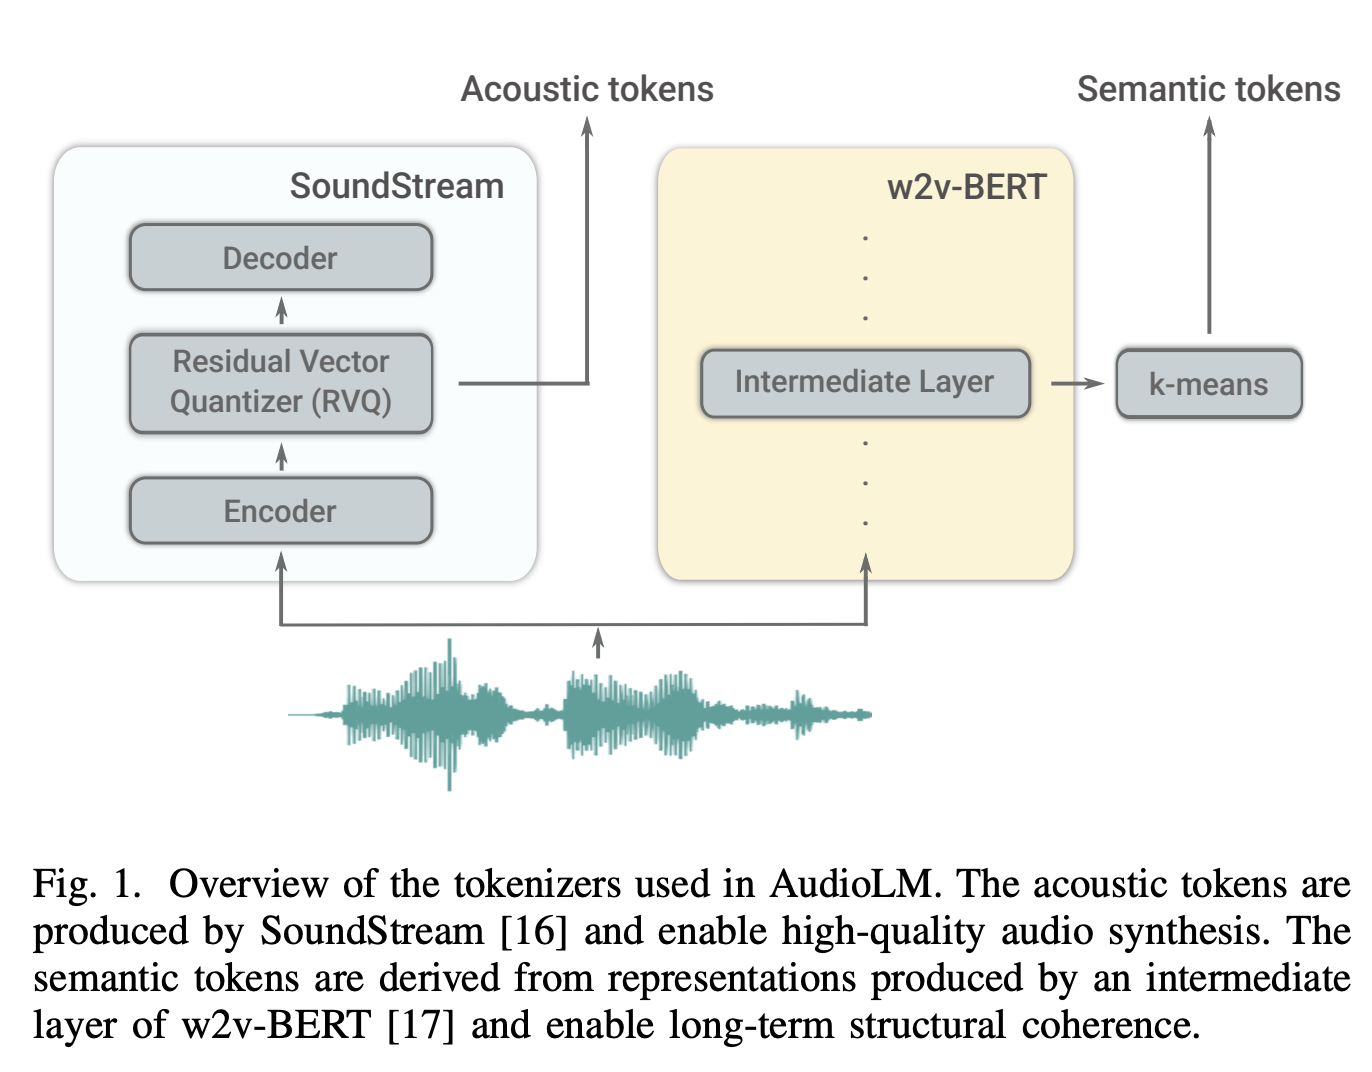 Acoustic tokens
Semantic tokens
SoundStream
w2v-BERT
Decoder
Residual Vector
Quantizer (RVQ)
Intermediate Layer
k-means
Encoder
Fig. 1. Overview of the tokenizers used in AudioLM. The acoustic tokens are
produced by SoundStream [16] and enable high-quality audio synthesis. The
semantic tokens are derived from representations produced by an intermediate
layer of w2v-BERT [17] and enable long-term structural coherence.